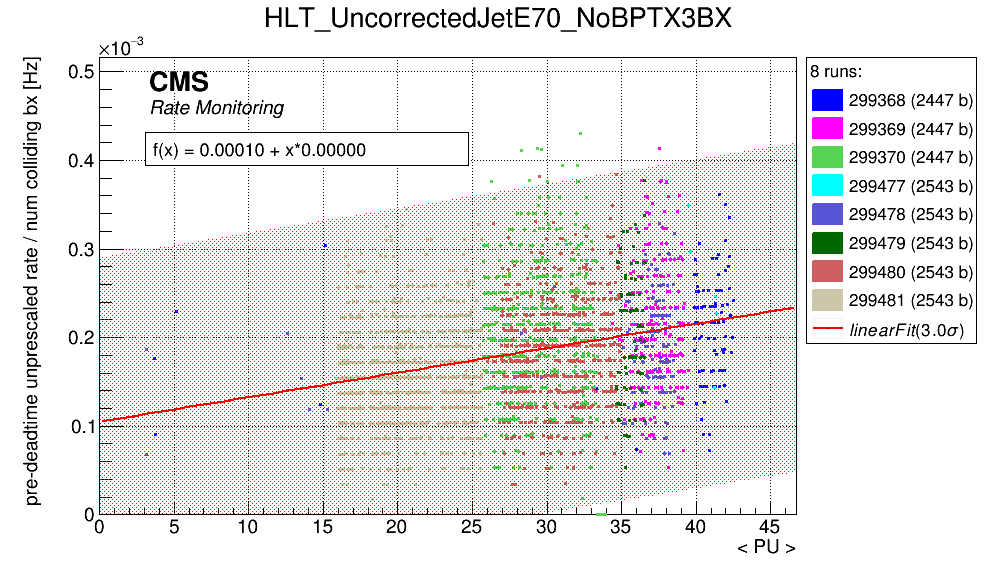 HLT_UncorrectedJetE70_NoBPTX3BX
×10⁻³
pre-deadtime unprescaled rate / num colliding bx [Hz]
CMS
Rate Monitoring
f(x) = 0.00010 + x*0.00000
0.5
0.4
0.3
0.2
0.1
0
0 5 10 15 20 25 30 35 40 45
< PU >
8 runs:
299368 (2447 b)
299369 (2447 b)
299370 (2447 b)
299477 (2543 b)
299478 (2543 b)
299479 (2543 b)
299480 (2543 b)
299481 (2543 b)
linearFit(3.0σ)